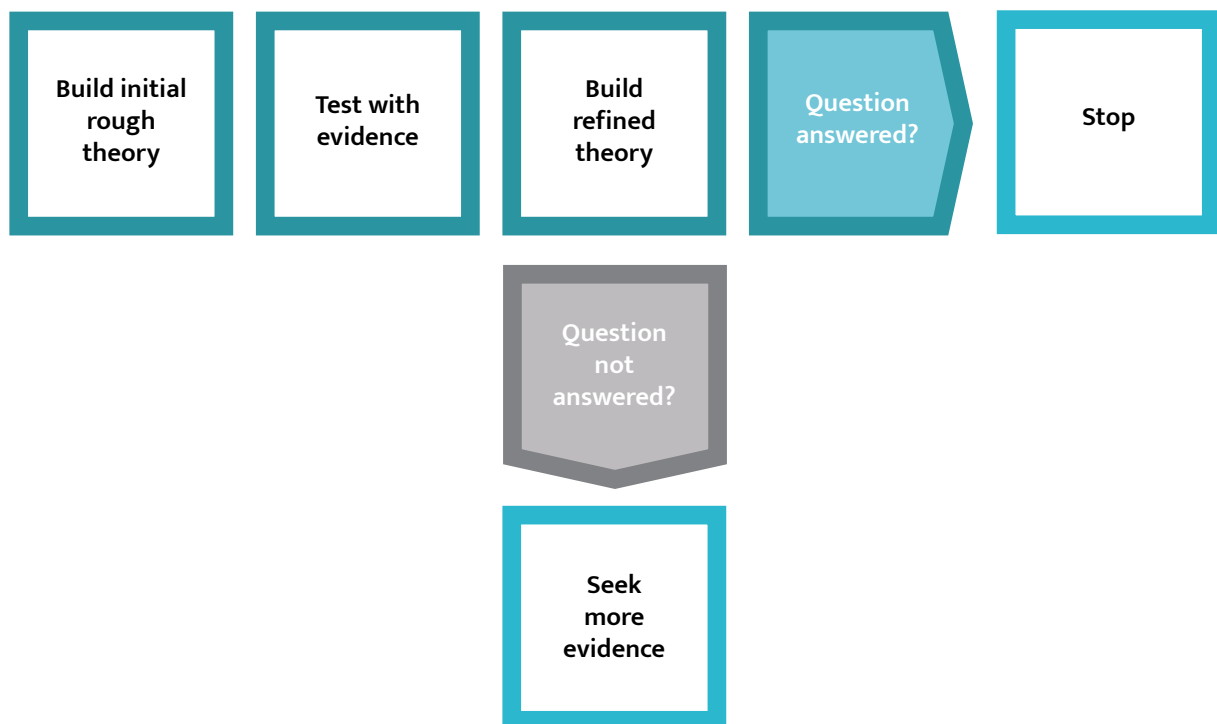 Build initial
rough
theory
Test with
evidence
Build
refined
theory
Question
answered?
Stop
Question
not
answered?
Seek
more
evidence